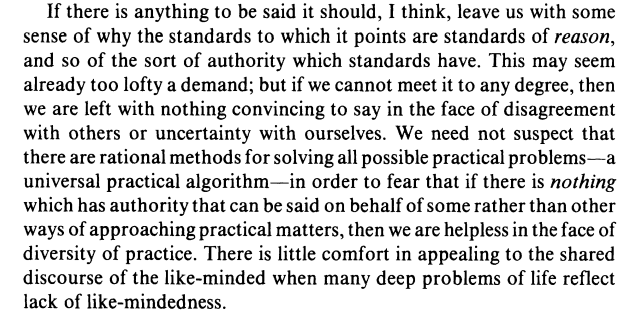 If there is anything to be said it should, I think, leave us with some
sense of why the standards to which it points are standards of reason,
and so of the sort of authority which standards have. This may seem
already too lofty a demand; but if we cannot meet it to any degree, then
we are left with nothing convincing to say in the face of disagreement
with others or uncertainty with ourselves. We need not suspect that
there are rational methods for solving all possible practical problems—a
universal practical algorithm—in order to fear that if there is nothing
which has authority that can be said on behalf of some rather than other
ways of approaching practical matters, then we are helpless in the face of
diversity of practice. There is little comfort in appealing to the shared
discourse of the like-minded when many deep problems of life reflect
lack of like-mindedness.